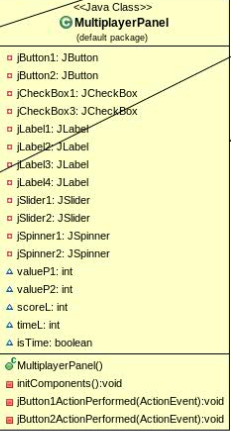 <<Java Class>>
MultiplayerPanel
(default package)
jButton1: JButton
jButton2: JButton
jCheckBox1: JCheckBox
jCheckBox3: JCheckBox
jLabel1: JLabel
jLabel2: JLabel
jLabel3: JLabel
jLabel4: JLabel
jSlider1: JSlider
jSlider2: JSlider
jSpinner1: JSpinner
jSpinner2: JSpinner
valueP1: int
valueP2: int
scoreL: int
timeL: int
isTime: boolean
MultiplayerPanel()
initComponents():void
jButton1ActionPerformed(ActionEvent):void
jButton2ActionPerformed(ActionEvent):void